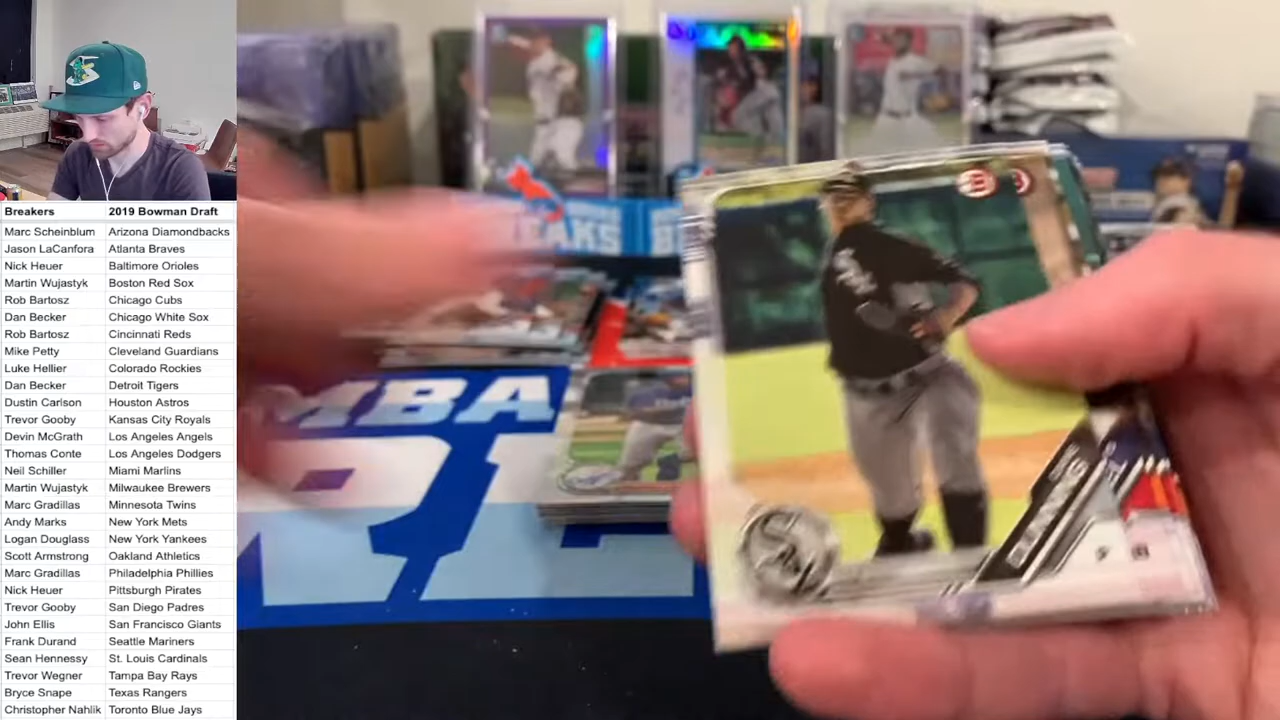 Breakers 2019 Bowman Draft
Marc Scheinblum Arizona Diamondbacks
Jason LaCanfora Atlanta Braves
Nick Heuer Baltimore Orioles
Martin Wujastyk Boston Red Sox
Rob Bartosz Chicago Cubs
Dan Becker Chicago White Sox
Rob Bartosz Cincinnati Reds
Mike Petty Cleveland Guardians
Luke Hellier Colorado Rockies
Dan Becker Detroit Tigers
Dustin Carlson Houston Astros
Trevor Gooby Kansas City Royals
Devin McGrath Los Angeles Angels
Thomas Conte Los Angeles Dodgers
Neil Schiller Miami Marlins
Martin Wujastyk Milwaukee Brewers
Marc Gradillas Minnesota Twins
Andy Marks New York Mets
Logan Douglass New York Yankees
Scott Armstrong Oakland Athletics
Marc Gradillas Philadelphia Phillies
Nick Heuer Pittsburgh Pirates
Trevor Gooby San Diego Padres
John Ellis San Francisco Giants
Frank Durand Seattle Mariners
Sean Hennessy St. Louis Cardinals
Trevor Wegner Tampa Bay Rays
Bryce Snape Texas Rangers
Christopher Nahlik Toronto Blue Jays
BREAKS
MBA